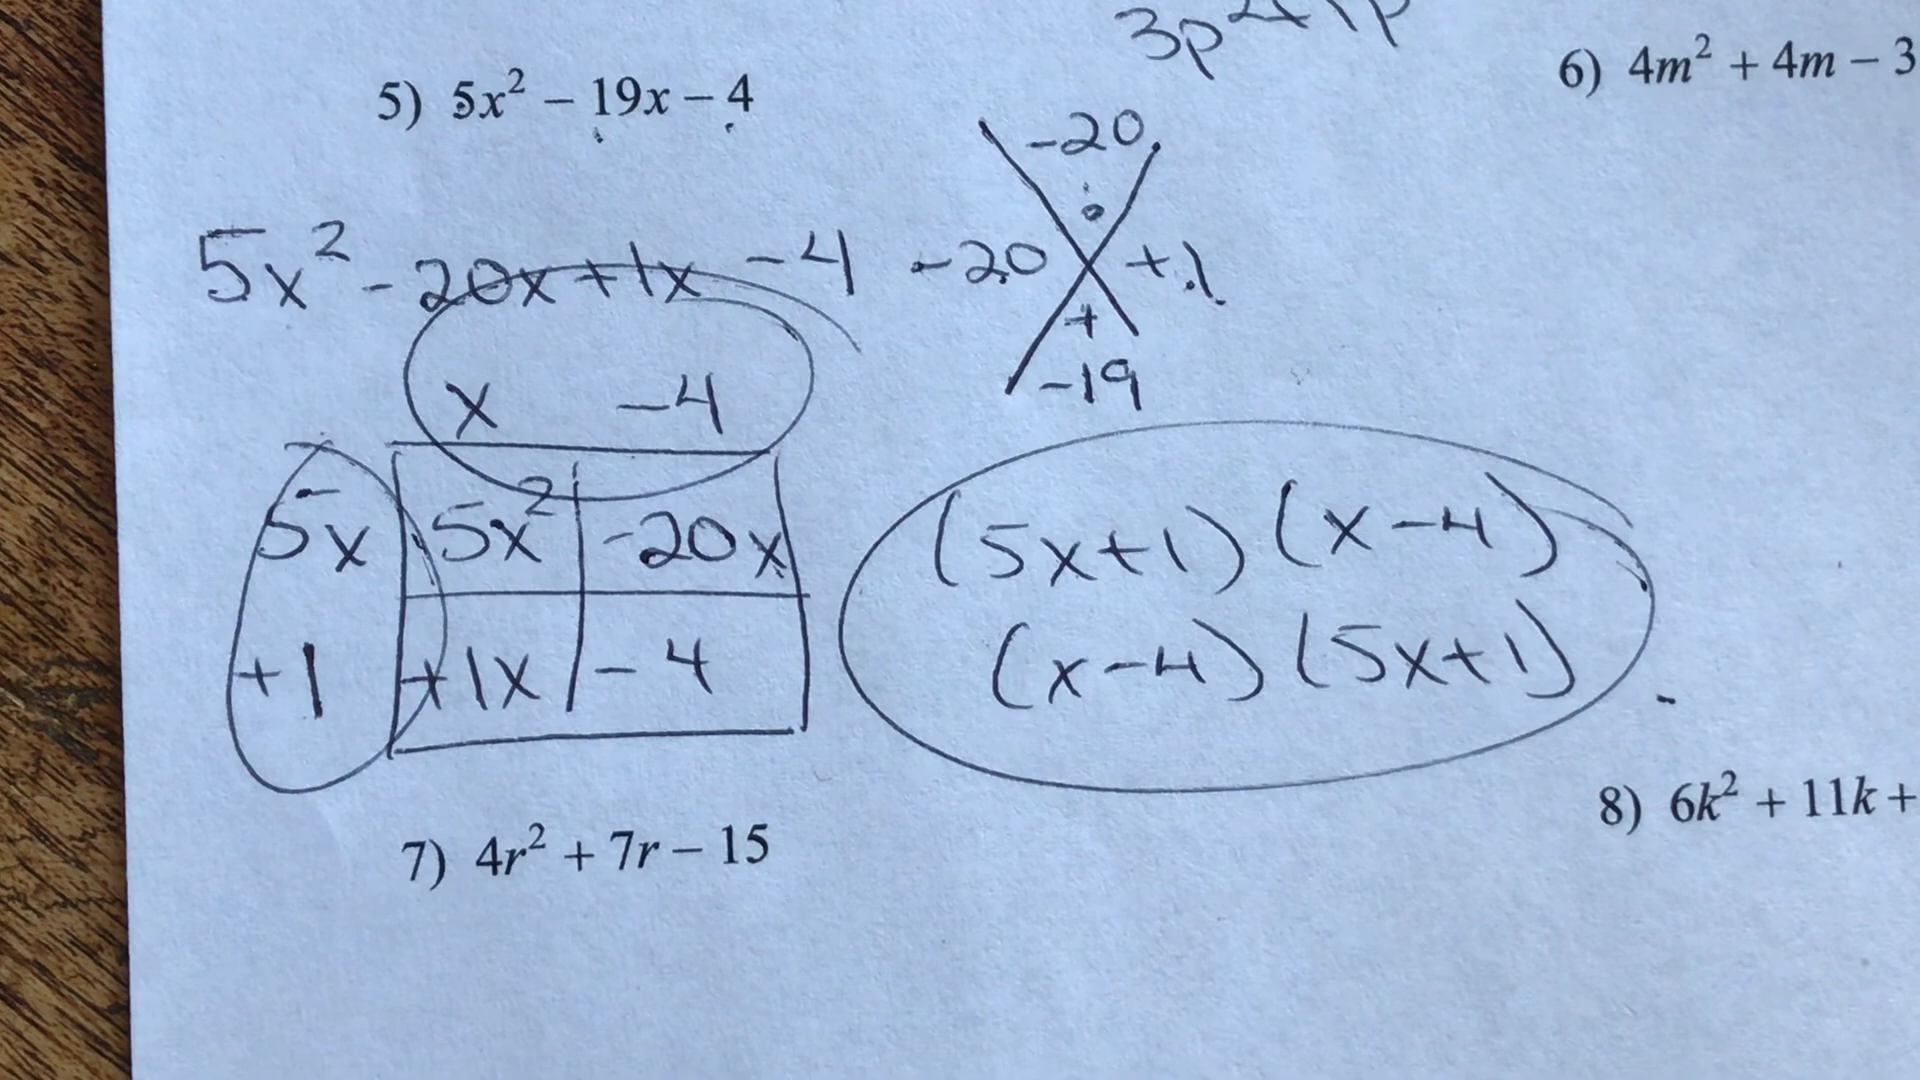 3p
5) 5x² − 19x − 4
6) 4m² + 4m − 3
-20
5x² - 20x + 1x - 4
-20 +1
+
-19
x -4
5x 5x² -20x
+1 +1x -4
(5x+1)(x-4)
(x-4)(5x+1)
7) 4r² + 7r − 15
8) 6k² + 11k +